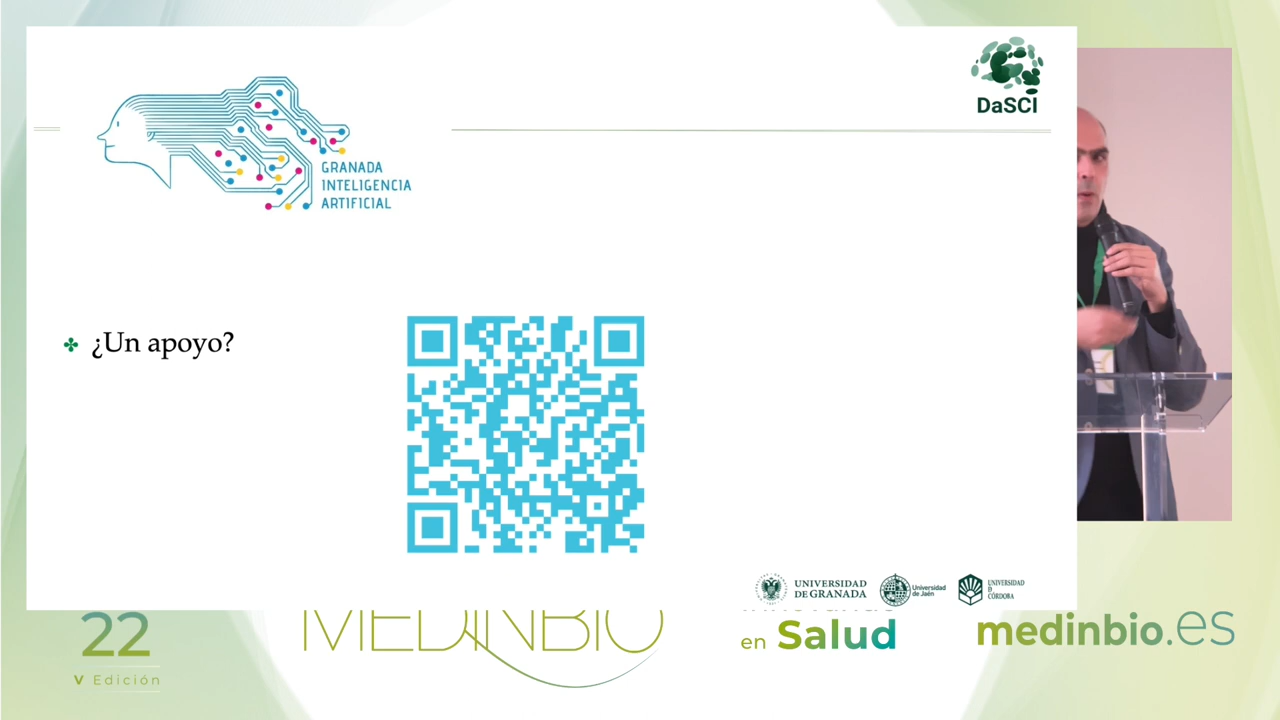 DaSCI
GRANADA
INTELIGENCIA
ARTIFICIAL
¿Un apoyo?
UNIVERSIDAD
DE GRANADA
Universidad
de Jaén
UNIVERSIDAD
D
CÓRDOBA
22
V Edición
MEDINBIO
en Salud
medinbio.es